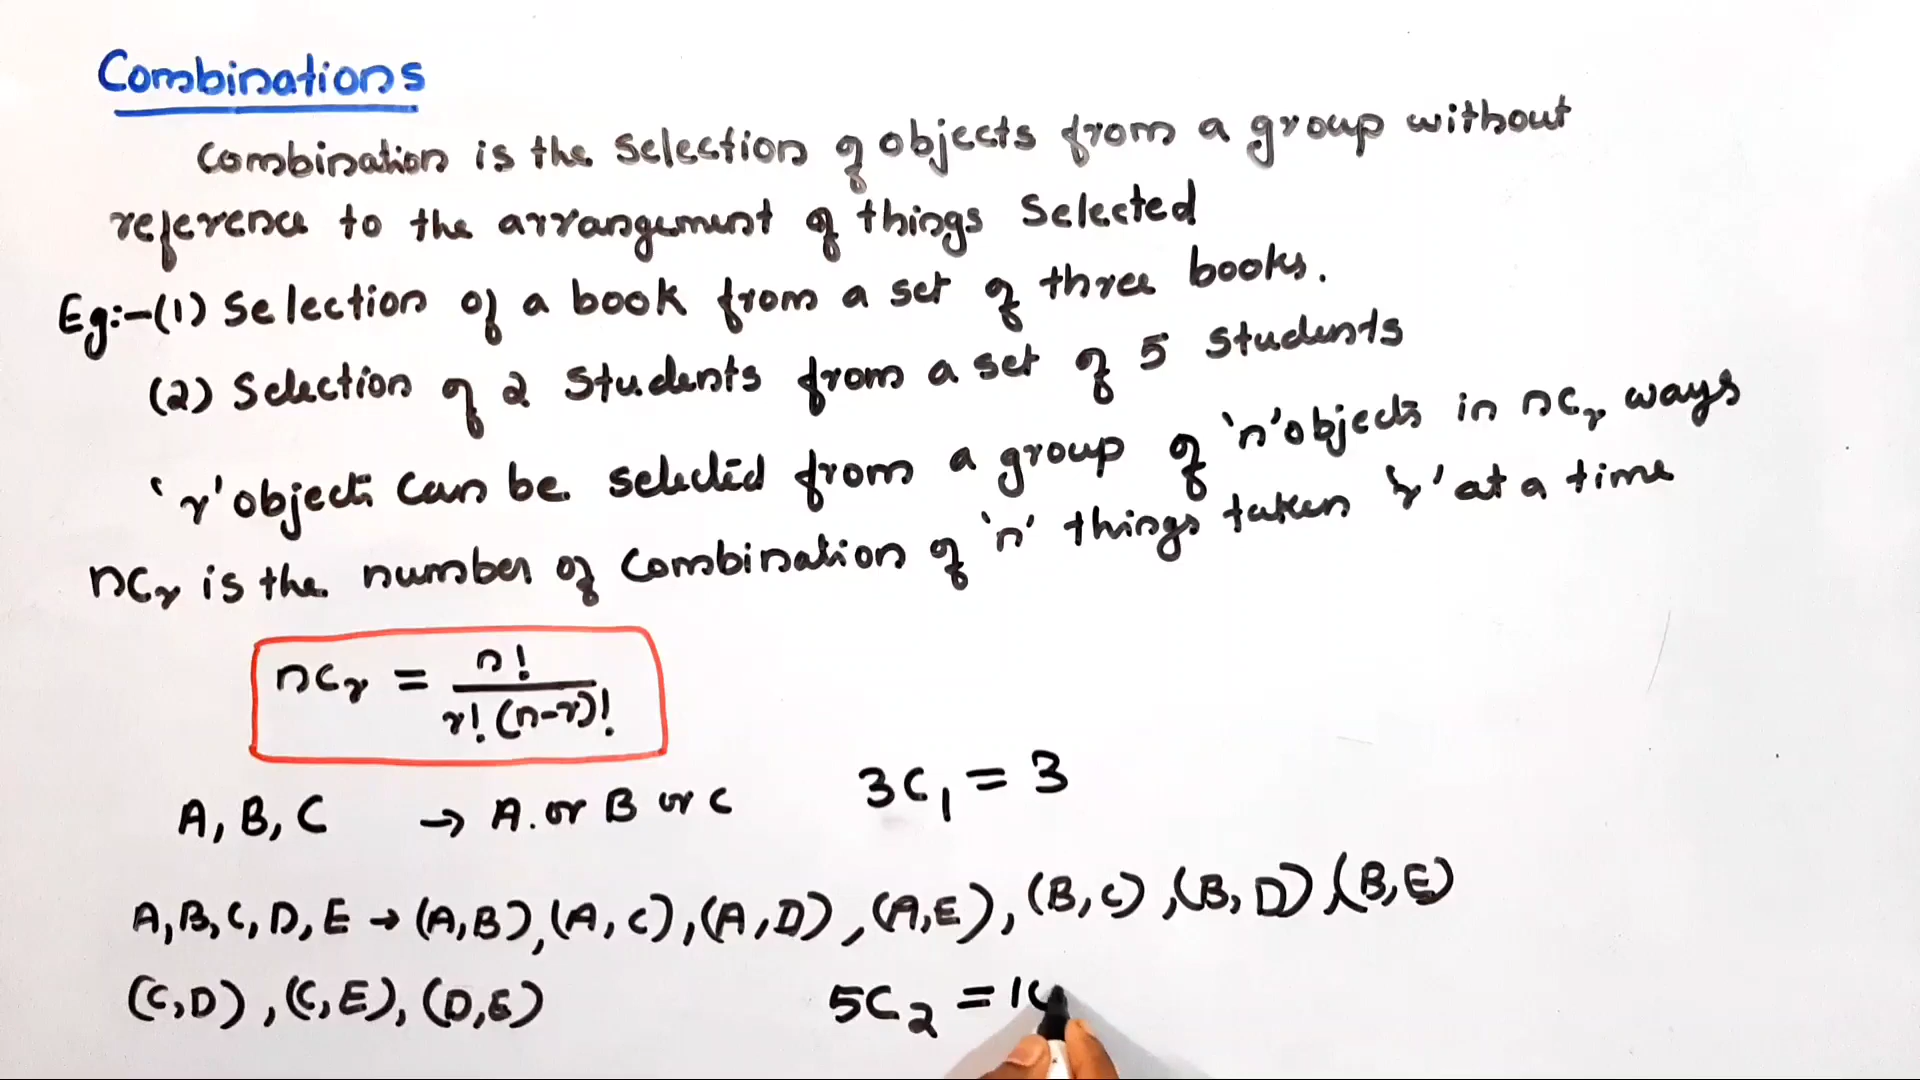 Combinations
Combination is the selection of objects from a group without
reference to the arrangement of things selected
Eg:-(1) Selection of a book from a set of three books.
(2) Selection of 2 Students from a set of 5 students
'r' objects can be selected from a group of 'n' objects in nCr ways
nCr is the number of combination of 'n' things taken 'r' at a time
nCr = n! / r! (n-r)!
A, B, C → A or B or C 3C1 = 3
A, B, C, D, E → (A,B), (A, C), (A, D), (A,E), (B, C), (B, D), (B,E)
(C,D), (C,E), (D,E) 5C2 = 10